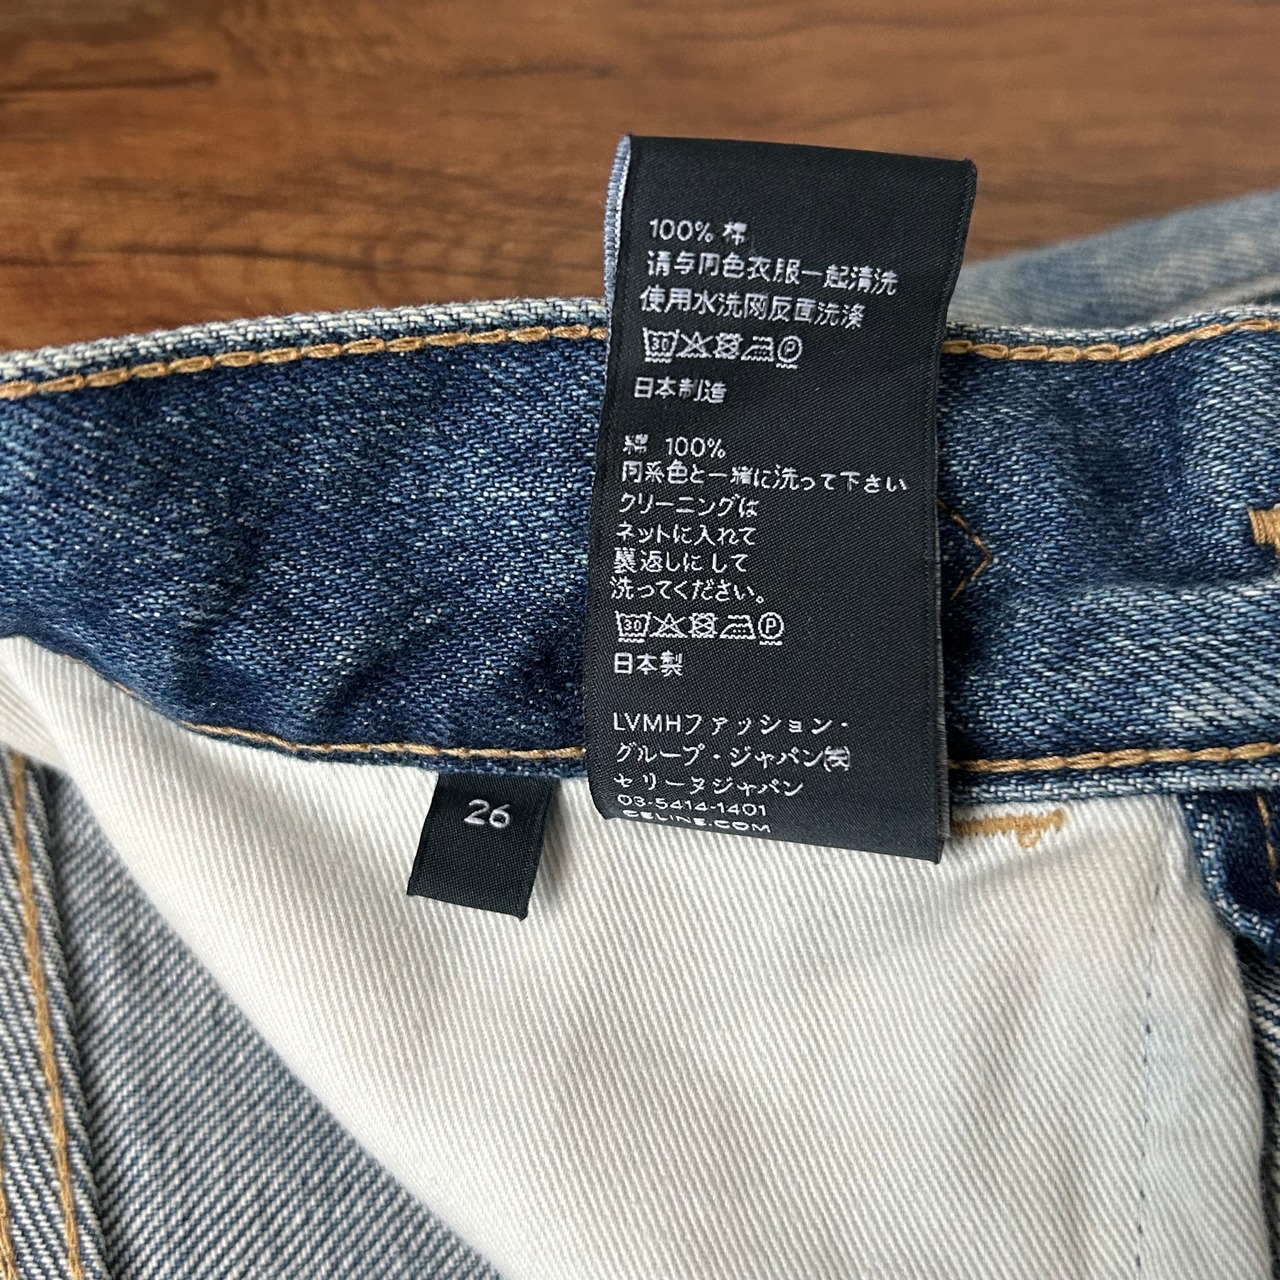 100% 棉
请与同色衣服一起清洗
使用水洗网反面洗涤
30 P
日本制造
綿 100%
同系色と一緒に洗って下さい
クリーニングは
ネットに入れて
裏返しにして
洗ってください。
30 P
日本製
LVMHファッション・
グループ・ジャパン㈱
セリーヌジャパン
03-5414-1401
CELINE.COM
26